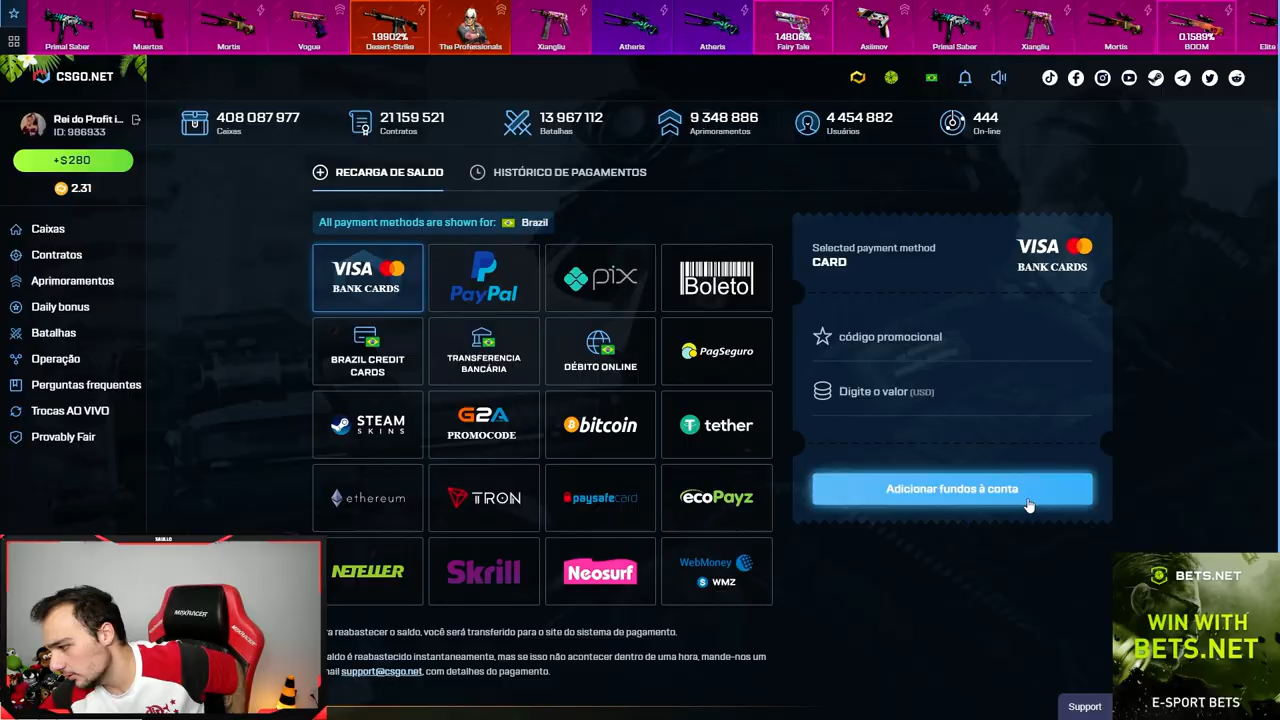 Primal Saber
Muertos
Mortis
Vogue
1.9902%
Desert-Strike
The Professionals
Xiangliu
Atheris
Atheris
1.4806%
Fairy Tale
Asiimov
Primal Saber
Xiangliu
Mortis
0.1589%
BOOM
Elite
CSGO.NET
Rei do Profit i...
ID: 986933
+$280
2.31
408 087 977
Caixas
21 159 521
Contratos
13 967 112
Batalhas
9 348 886
Aprimoramentos
4 454 882
Usuários
444
On-line
Caixas
Contratos
Aprimoramentos
Daily bonus
Batalhas
Operação
Perguntas frequentes
Trocas AO VIVO
Provably Fair
RECARGA DE SALDO
HISTÓRICO DE PAGAMENTOS
All payment methods are shown for: Brazil
VISA
BANK CARDS
PayPal
pix
Boleto
BRAZIL CREDIT
CARDS
TRANSFERENCIA
BANCÁRIA
DÉBITO ONLINE
PagSeguro
STEAM
SKINS
G2A
PROMOCODE
bitcoin
tether
ethereum
TRON
paysafecard
ecoPayz
NETELLER
Skrill
Neosurf
WebMoney
WMZ
Selected payment method
CARD
VISA
BANK CARDS
código promocional
Digite o valor (USD)
Adicionar fundos à conta
ra reabastecer o saldo, você será transferido para o site do sistema de pagamento.
aldo é reabastecido instantaneamente, mas se isso não acontecer dentro de uma hora, mande-nos um
ail support@csgo.net, com detalhes do pagamento.
MAXRACER
MAXRACER
BETS.NET
WIN WITH
BETS.NET
E-SPORT BETS
Support